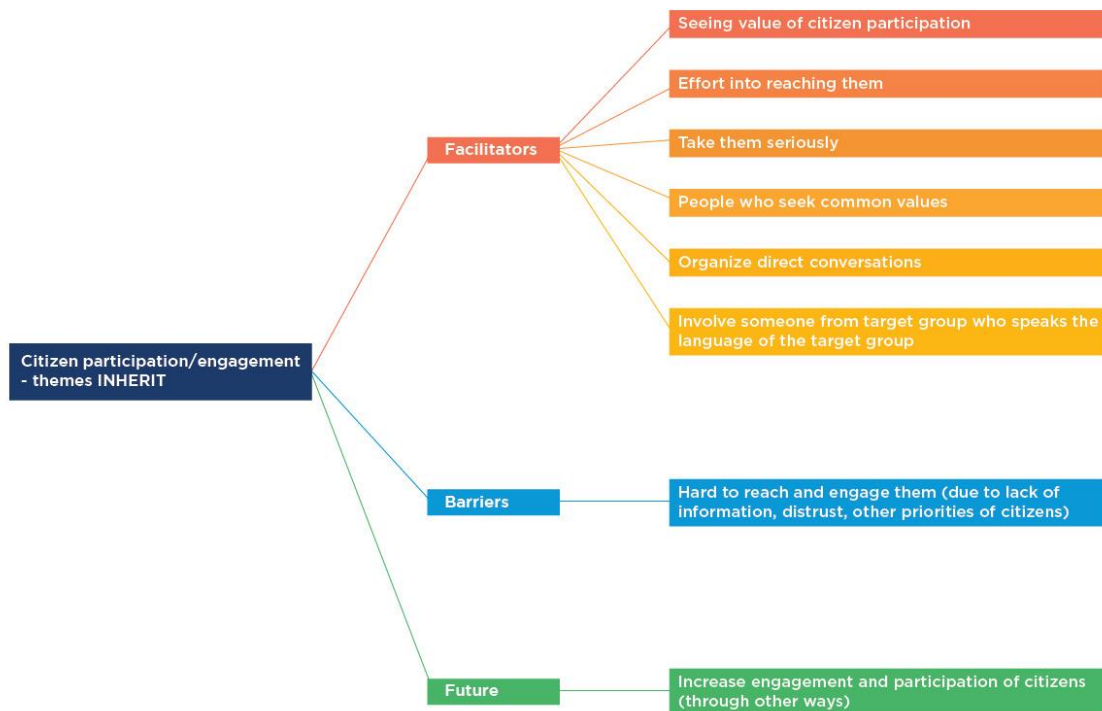 Seeing value of citizen participation
Effort into reaching them
Facilitators
Take them seriously
People who seek common values
Organize direct conversations
Involve someone from target group who speaks the
language of the target group
Citizen participation/engagement
- themes INHERIT
Barriers
Hard to reach and engage them (due to lack of
information, distrust, other priorities of citizens)
Future
Increase engagement and participation of citizens
(through other ways)